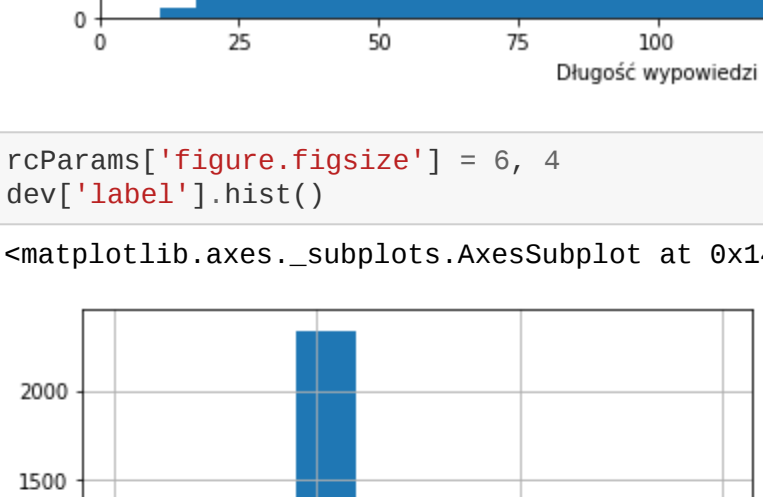 0
0 25 50 75 100
Długość wypowiedzi
rcParams['figure.figsize'] = 6, 4
dev['label'].hist()
<matplotlib.axes._subplots.AxesSubplot at 0x14
2000
1500